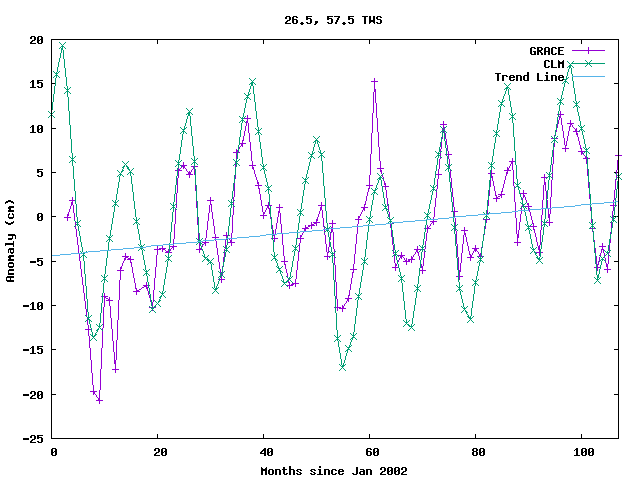 26.5, 57.5 TWS
GRACE
CLM
Trend Line
20
15
10
5
0
-5
-10
-15
-20
-25
Anomaly (cm)
0 20 40 60 80 100
Months since Jan 2002